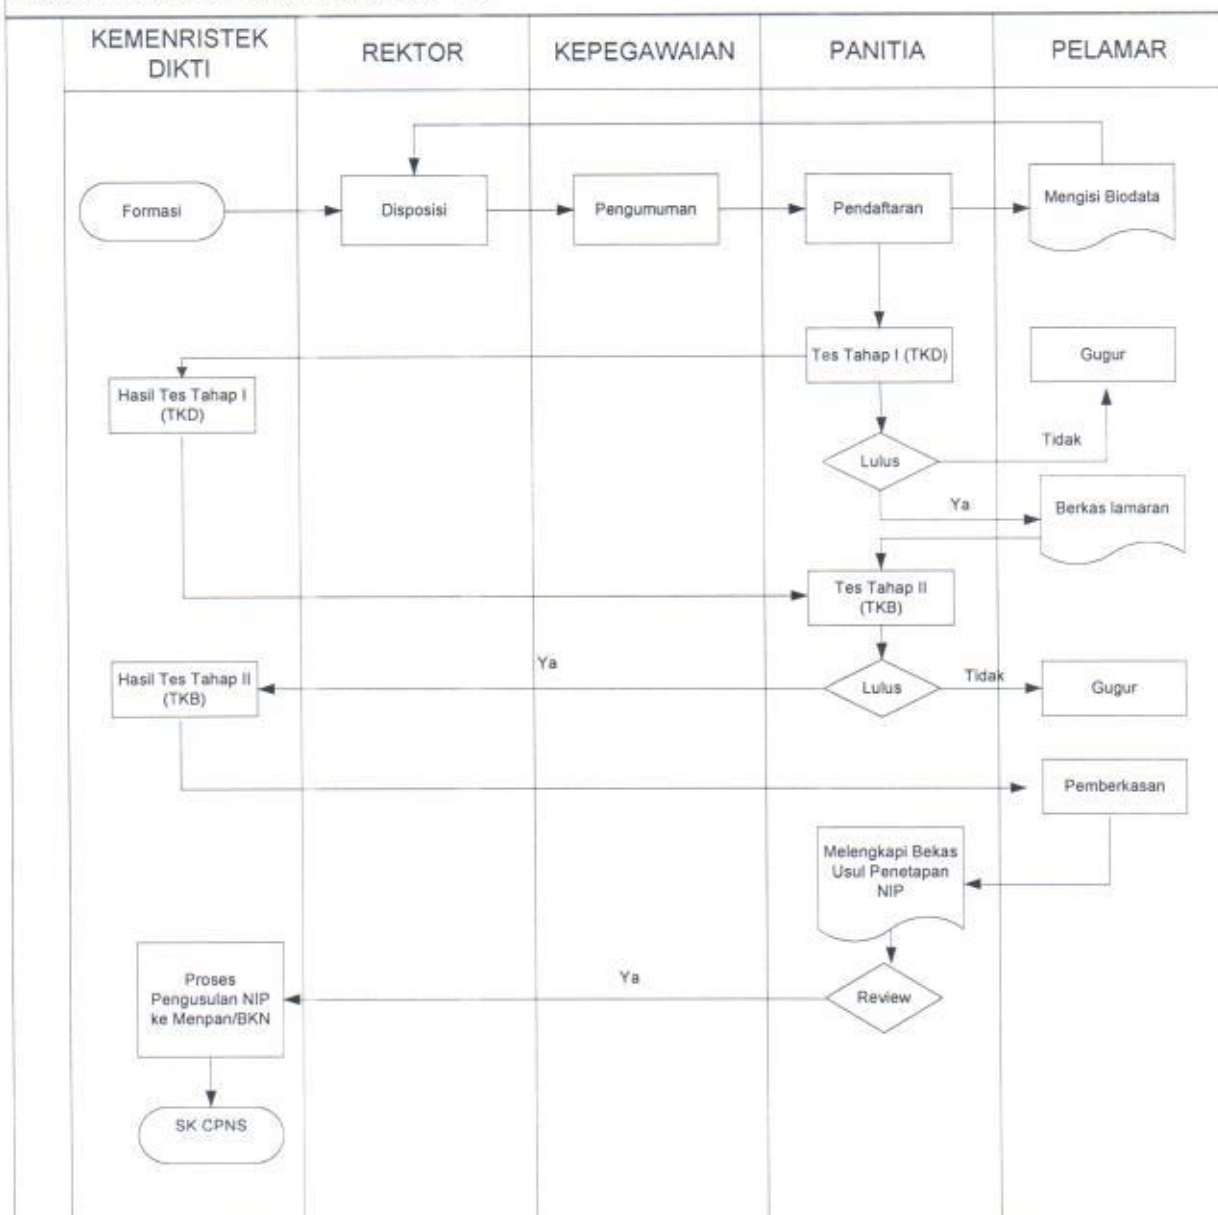 KEMENRISTEK
DIKTI
REKTOR
KEPEGAWAIAN
PANITIA
PELAMAR
Formasi
Disposisi
Pengumuman
Pendaftaran
Mengisi Biodata
Tes Tahap I (TKD)
Gugur
Hasil Tes Tahap I
(TKD)
Tidak
Lulus
Ya
Berkas lamaran
Tes Tahap II
(TKB)
Ya
Hasil Tes Tahap II
(TKB)
Lulus
Tidak
Gugur
Pemberkasan
Melengkapi Bekas
Usul Penetapan
NIP
Proses
Pengusulan NIP
ke Menpan/BKN
Ya
Review
SK CPNS